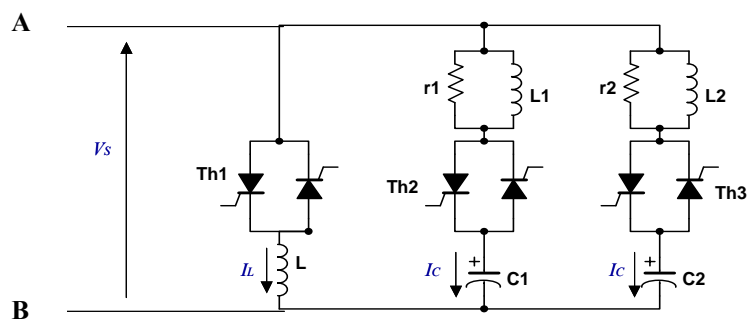 A
r1
L1
r2
L2
Vs
Th1
Th2
Th3
IL
L
Ic
+
C1
Ic
+
C2
B